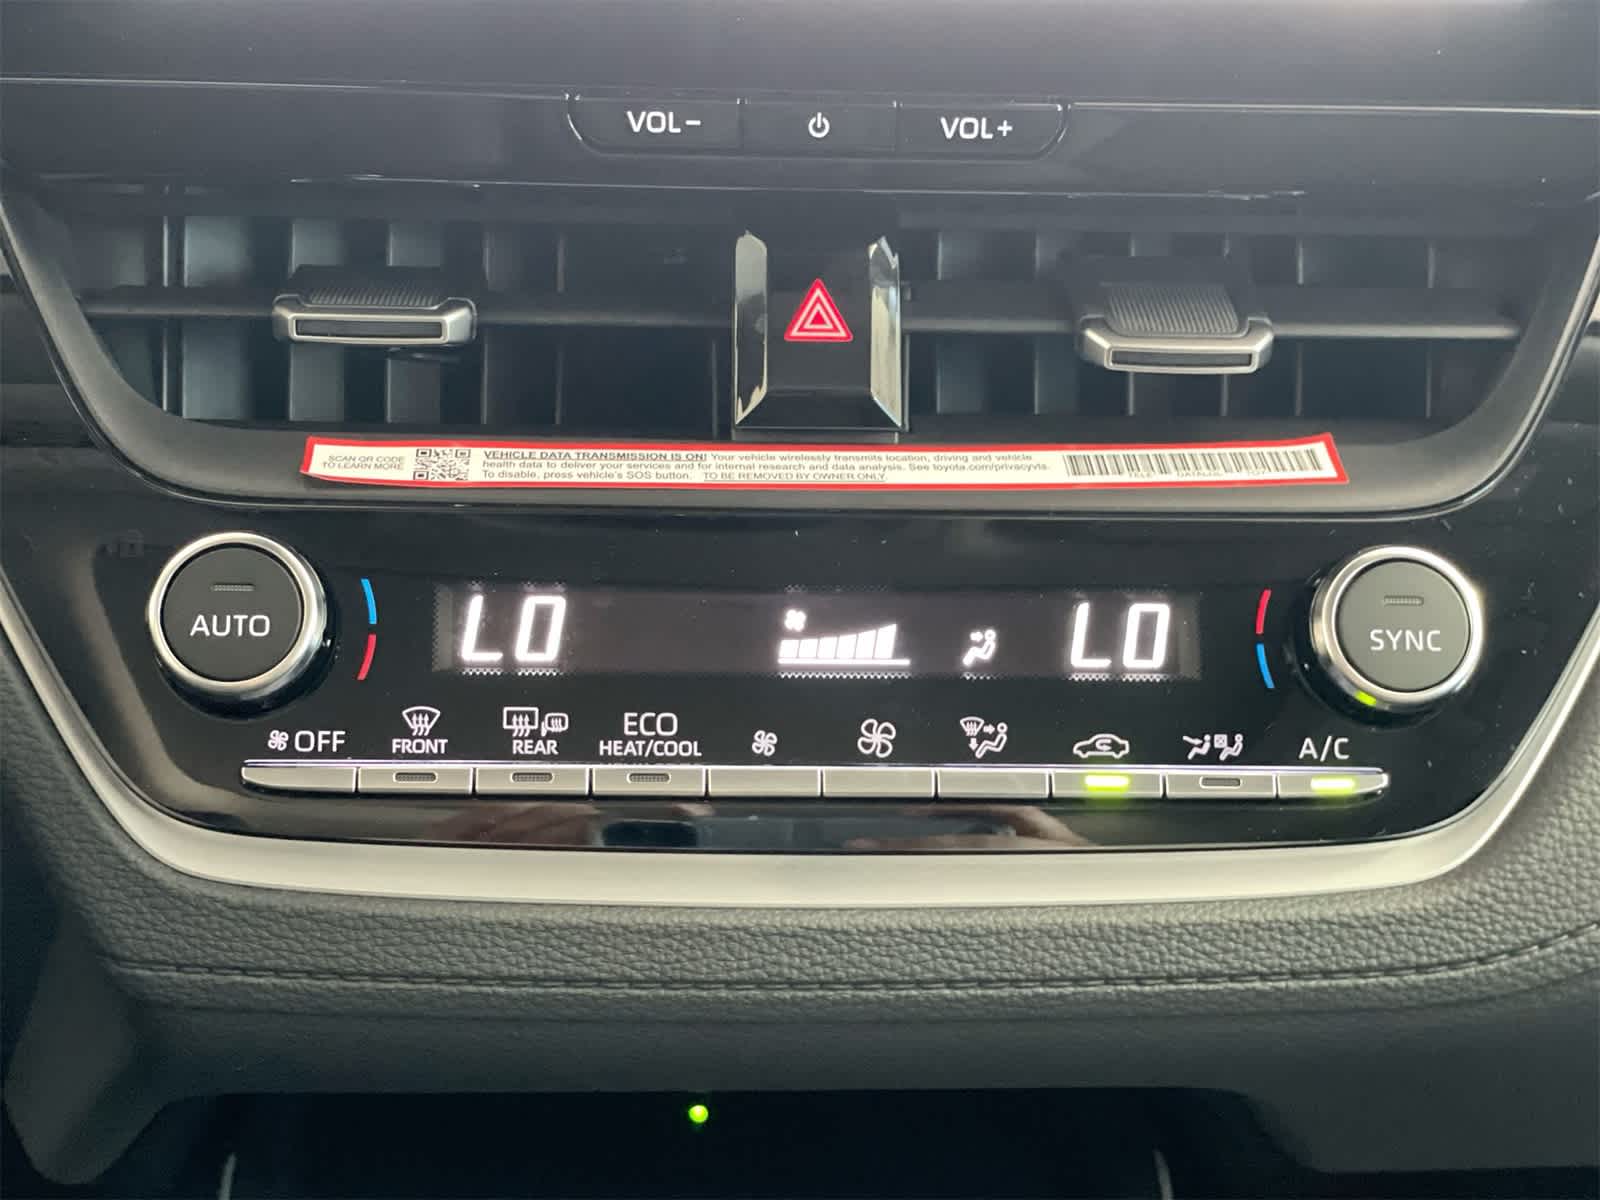 VOL- VOL+
SCAN QR CODE
TO LEARN MORE
VEHICLE DATA TRANSMISSION IS ON! Your vehicle wirelessly transmits location, driving and vehicle
health data to deliver your services and for internal research and data analysis. See toyota.com/privacyvts.
To disable, press vehicle's SOS button. TO BE REMOVED BY OWNER ONLY.
AUTO
LO
LO
SYNC
OFF
FRONT
REAR
ECO
HEAT/COOL
A/C